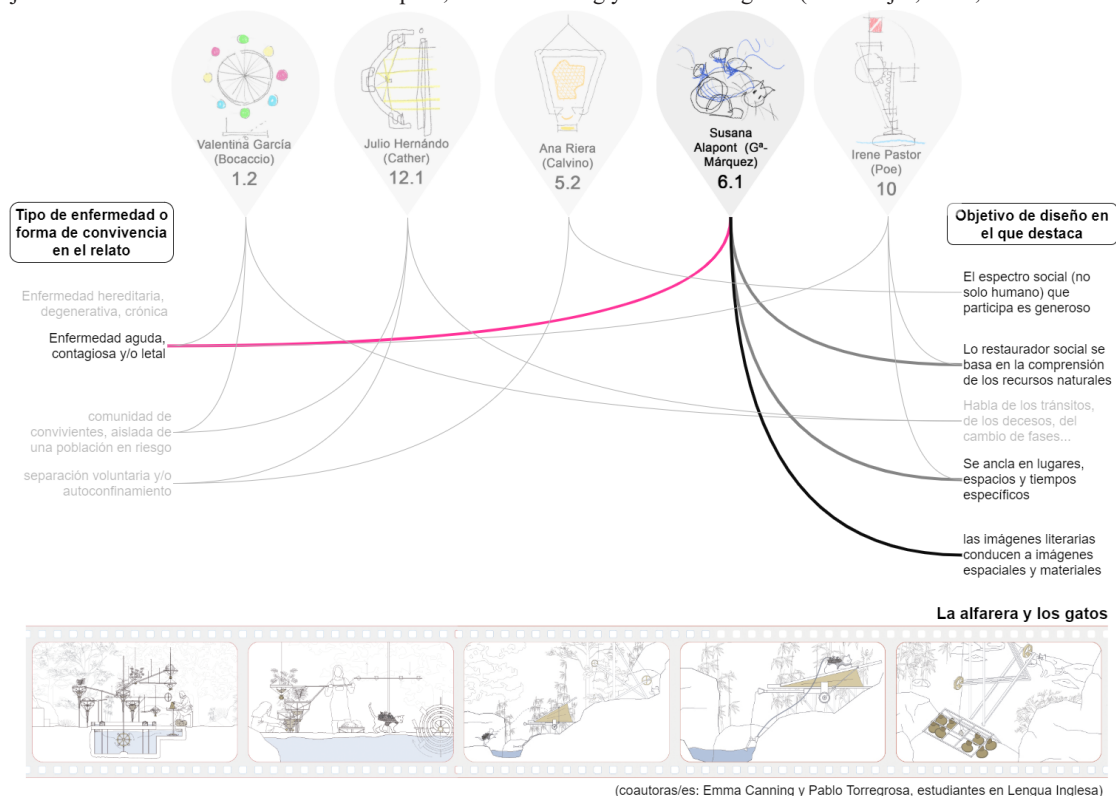 Valentina García
(Bocaccio)
1.2
Julio Hernándo
(Cather)
12.1
Ana Riera
(Calvino)
5.2
Susana
Alapont (Gª-
Márquez)
6.1
Irene Pastor
(Poe)
10
Tipo de enfermedad o
forma de convivencia
en el relato
Enfermedad hereditaria,
degenerativa, crónica
Enfermedad aguda,
contagiosa y/o letal
comunidad de
convivientes, aislada de
una población en riesgo
separación voluntaria y/o
autoconfinamiento
Objetivo de diseño en
el que destaca
El espectro social (no
solo humano) que
participa es generoso
Lo restaurador social se
basa en la comprensión
de los recursos naturales
Habla de los tránsitos,
de los decesos, del
cambio de fases...
Se ancla en lugares,
espacios y tiempos
específicos
las imágenes literarias
conducen a imágenes
espaciales y materiales
La alfarera y los gatos
(coautoras/es: Emma Canning y Pablo Torregrosa, estudiantes en Lengua Inglesa)